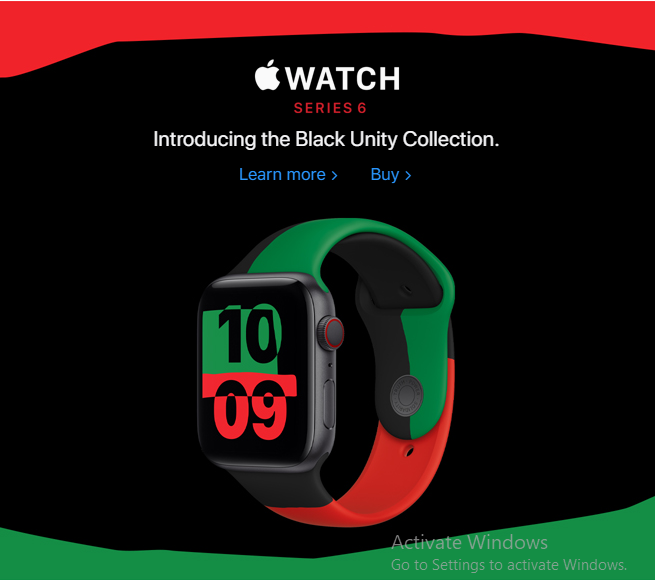 WATCH
SERIES 6
Introducing the Black Unity Collection.
Learn more > Buy >
10
09
Activate Windows
Go to Settings to activate Windows.